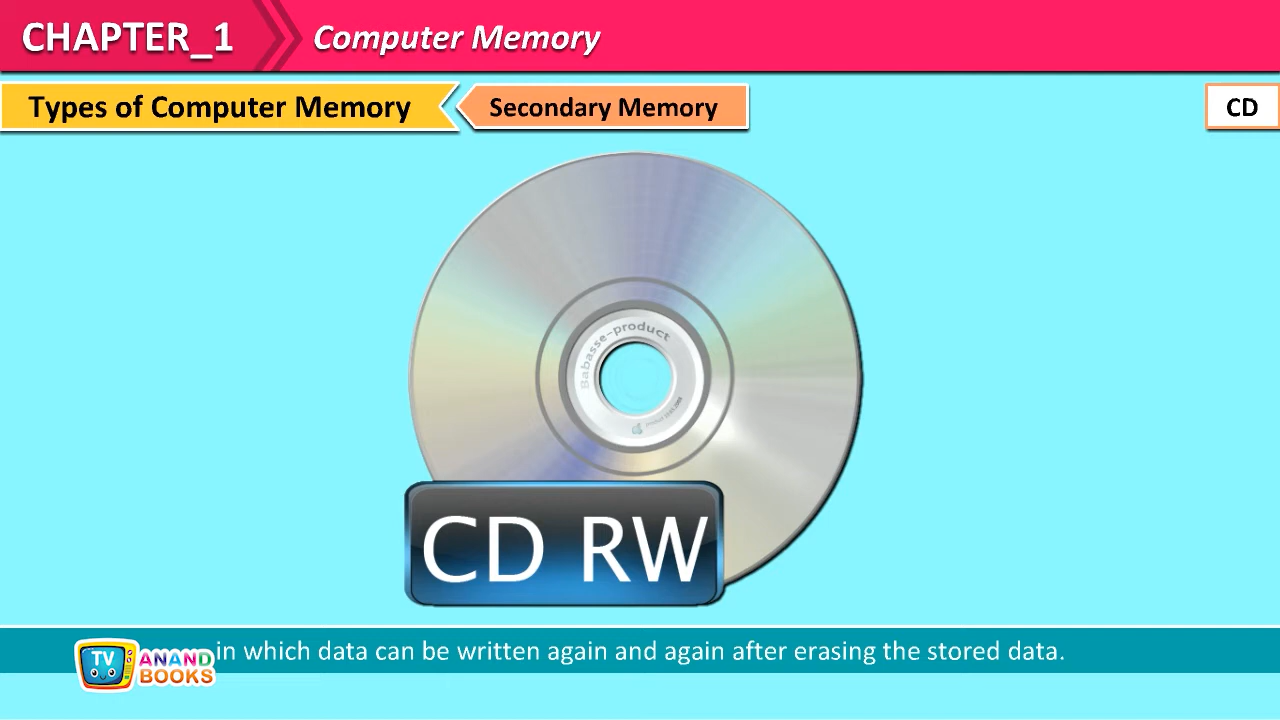 CHAPTER_1
Computer Memory
Types of Computer Memory
Secondary Memory
CD
Babasse-product
CD RW
in which data can be written again and again after erasing the stored data.
TV
ANAND
BOOKS